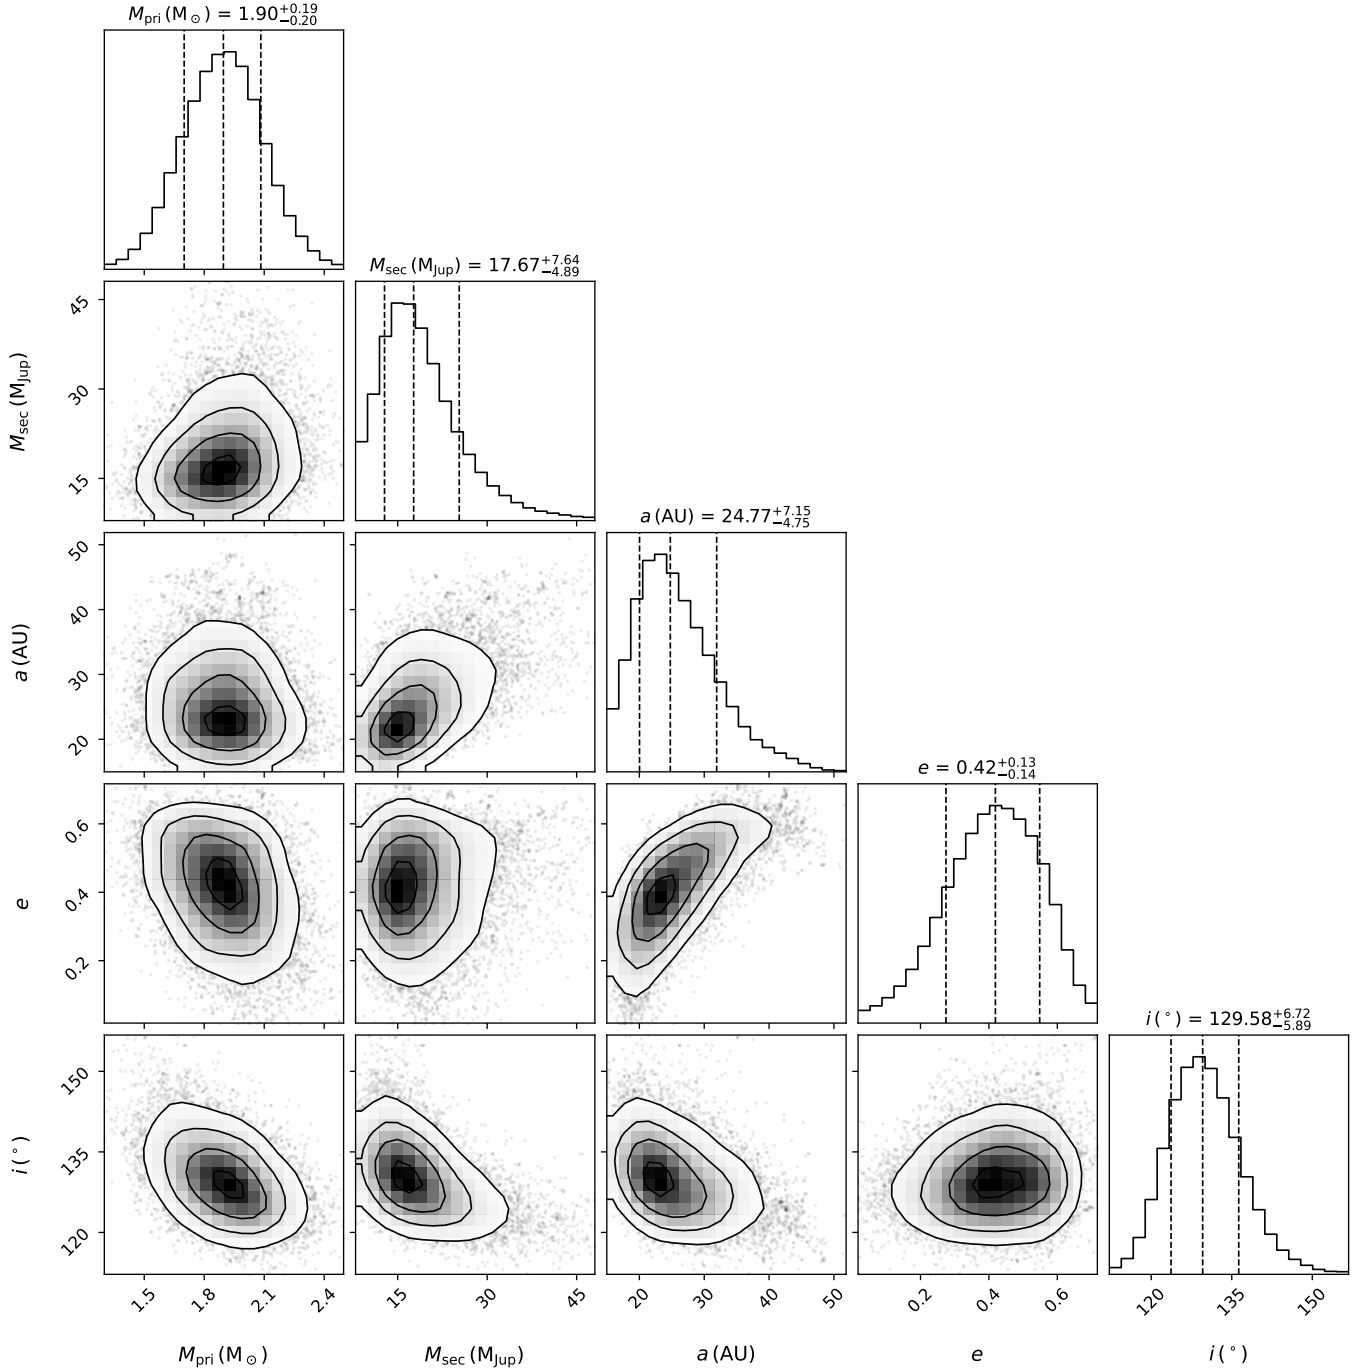 M_pri (M_⊙) = 1.90^{+0.19}_{−0.20}
M_sec (M_Jup) = 17.67^{+7.64}_{−4.89}
45
30
15
M_sec (M_Jup)
a (AU) = 24.77^{+7.15}_{−4.75}
50
40
30
20
a (AU)
e = 0.42^{+0.13}_{−0.14}
0.6
0.4
0.2
e
i (°) = 129.58^{+6.72}_{−5.89}
150
135
120
i (°)
1.5 1.8 2.1 2.4 15 30 45 20 30 40 50 0.2 0.4 0.6 120 135 150
M_pri (M_⊙) M_sec (M_Jup) a (AU) e i (°)